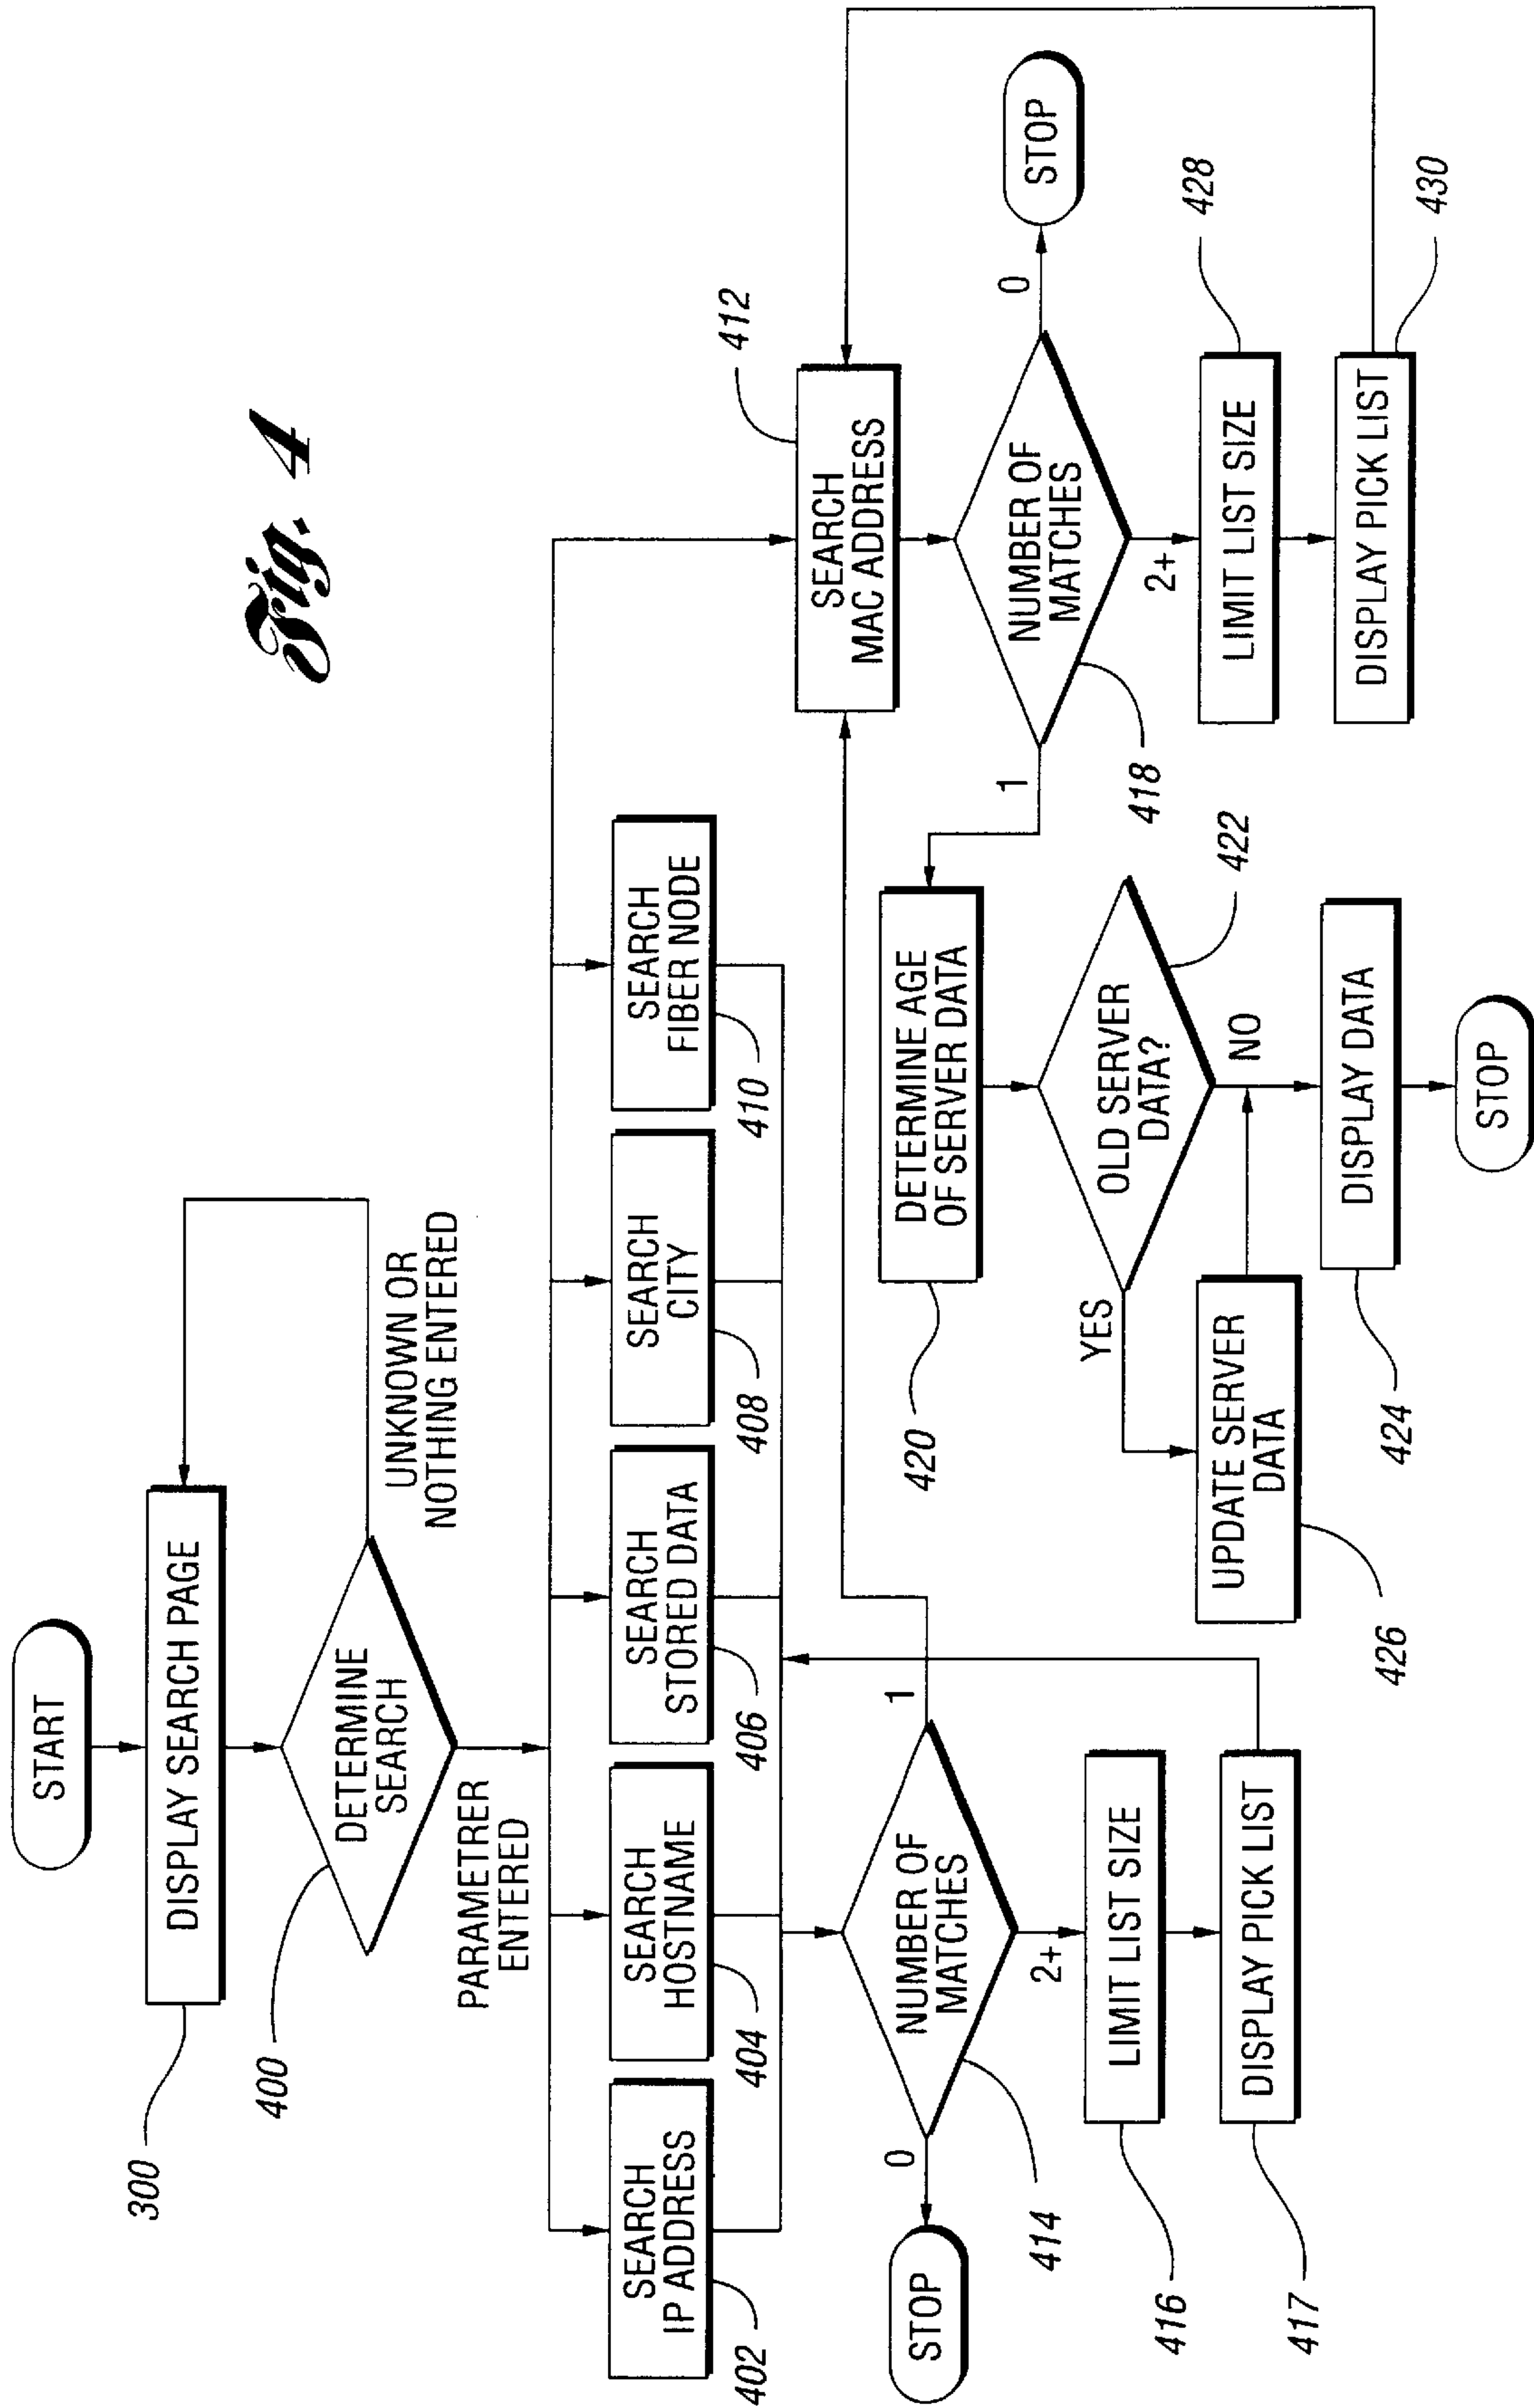 Fig. 4
START
DISPLAY SEARCH PAGE
300
DETERMINE
SEARCH
400
UNKNOWN OR
NOTHING ENTERED
PARAMETRER
ENTERED
SEARCH
IP ADDRESS
402
SEARCH
HOSTNAME
404
SEARCH
STORED DATA
406
SEARCH
CITY
408
SEARCH
FIBER NODE
410
SEARCH
MAC ADDRESS
412
NUMBER OF
MATCHES
414
0
STOP
1
2+
LIMIT LIST SIZE
416
DISPLAY PICK LIST
417
NUMBER OF
MATCHES
418
0
STOP
1
2+
LIMIT LIST SIZE
428
DISPLAY PICK LIST
430
DETERMINE AGE
OF SERVER DATA
420
OLD SERVER
DATA?
422
YES
NO
UPDATE SERVER
DATA
426
DISPLAY DATA
424
STOP